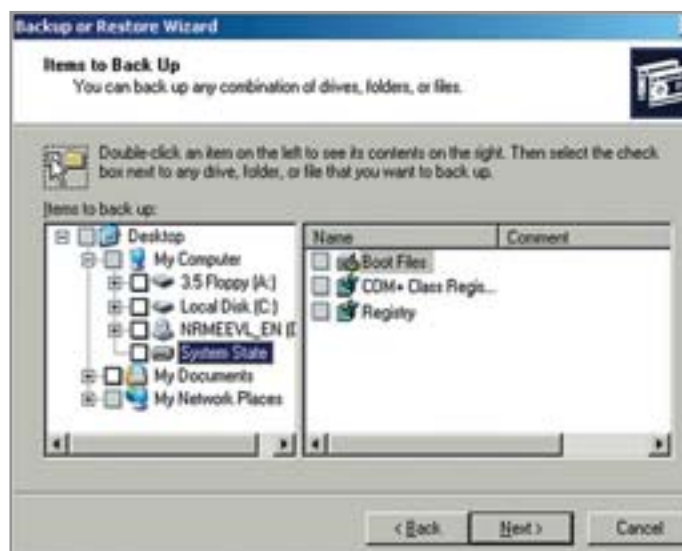 Backup or Restore Wizard
Items to Back Up
You can back up any combination of drives, folders, or files.
Double-click an item on the left to see its contents on the right. Then select the check
box next to any drive, folder, or file that you want to back up.
Items to back up:
Desktop
My Computer
3.5 Floppy (A:)
Local Disk (C:)
NRMEEVL_EN (D
System State
My Documents
My Network Places
Name Comment
Boot Files
COM+ Class Regis...
Registry
< Back Next > Cancel